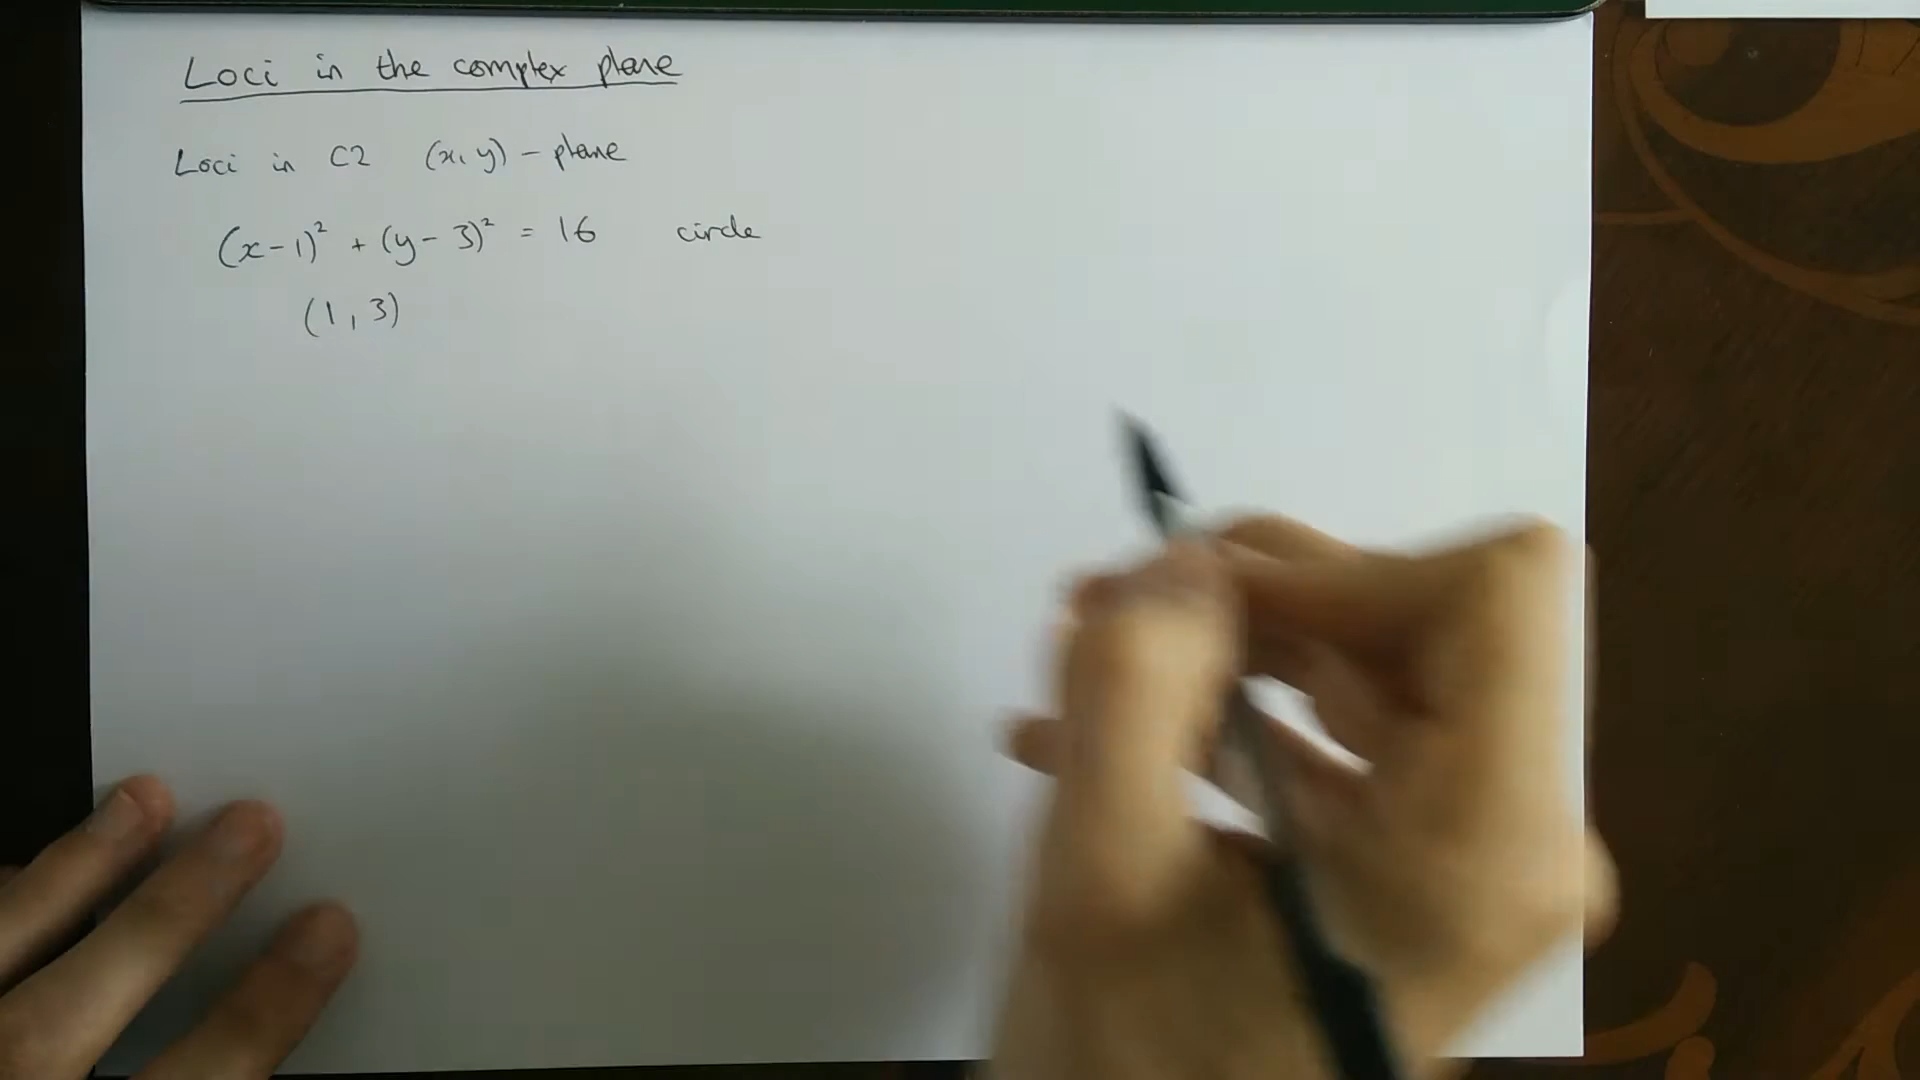 Loci in the complex plane
Loci in C2 (x, y) - plane
(x-1)² + (y-3)² = 16 circle
(1, 3)